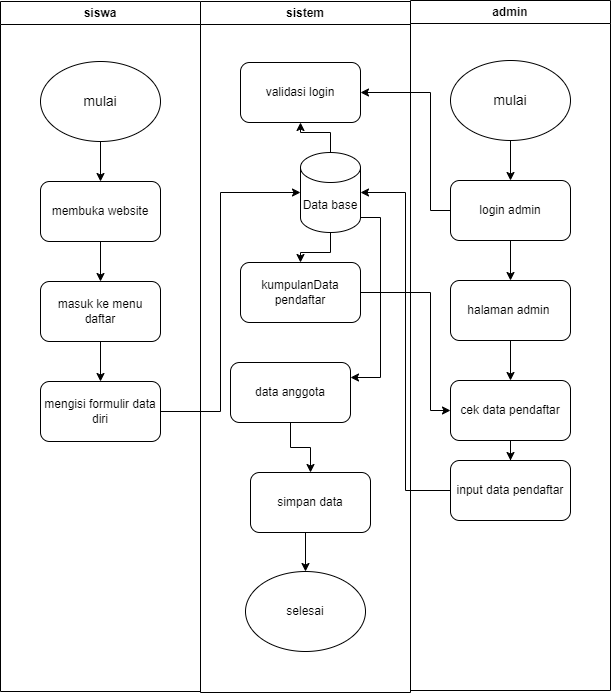 siswa
sistem
admin
mulai
membuka website
masuk ke menu
daftar
mengisi formulir data
diri
validasi login
Data base
kumpulanData
pendaftar
data anggota
simpan data
selesai
mulai
login admin
halaman admin
cek data pendaftar
input data pendaftar